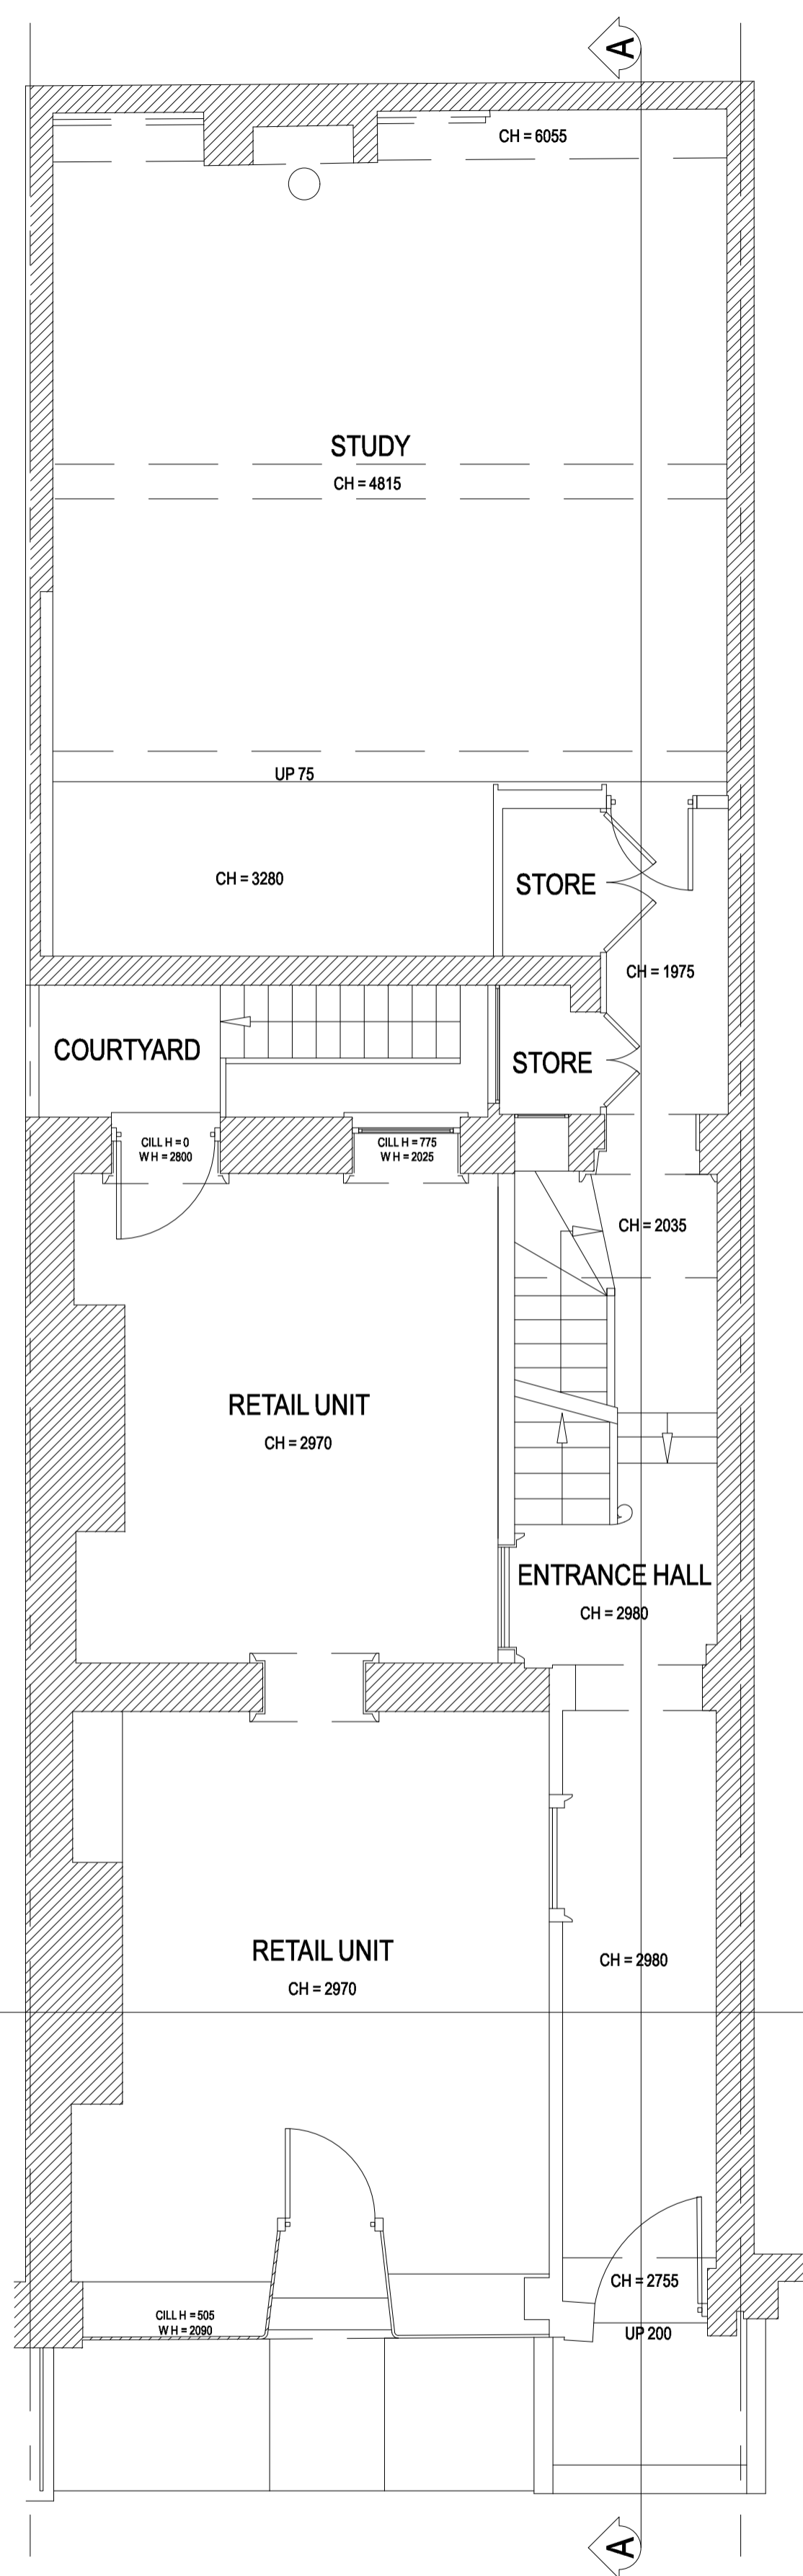 A
CH = 6055
STUDY
CH = 4815
UP 75
CH = 3280
STORE
CH = 1975
COURTYARD
STORE
CILL H = 0
W H = 2800
CILL H = 775
W H = 2025
CH = 2035
RETAIL UNIT
CH = 2970
ENTRANCE HALL
CH = 2980
RETAIL UNIT
CH = 2970
CH = 2980
CH = 2755
CILL H = 505
W H = 2090
UP 200
A